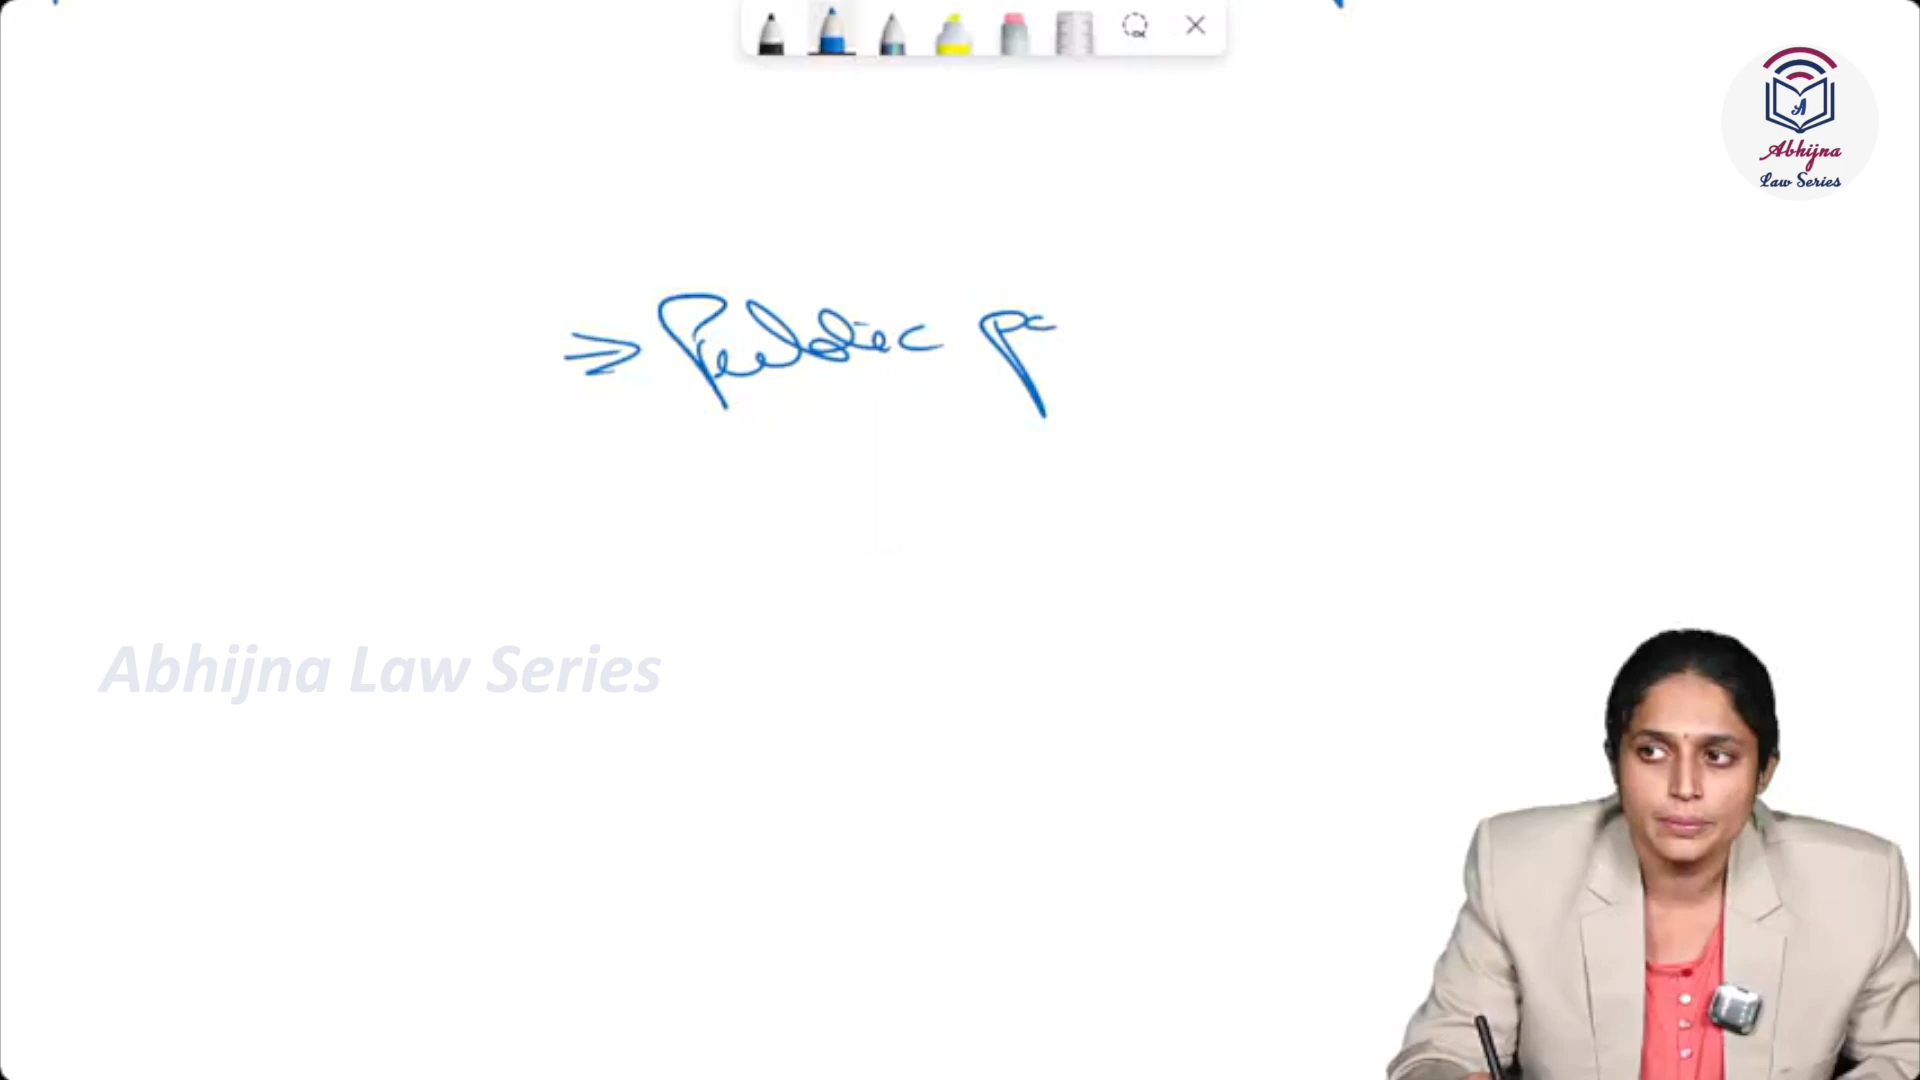 A
Abhijna
Law Series
⇒ Public p
Abhijna Law Series